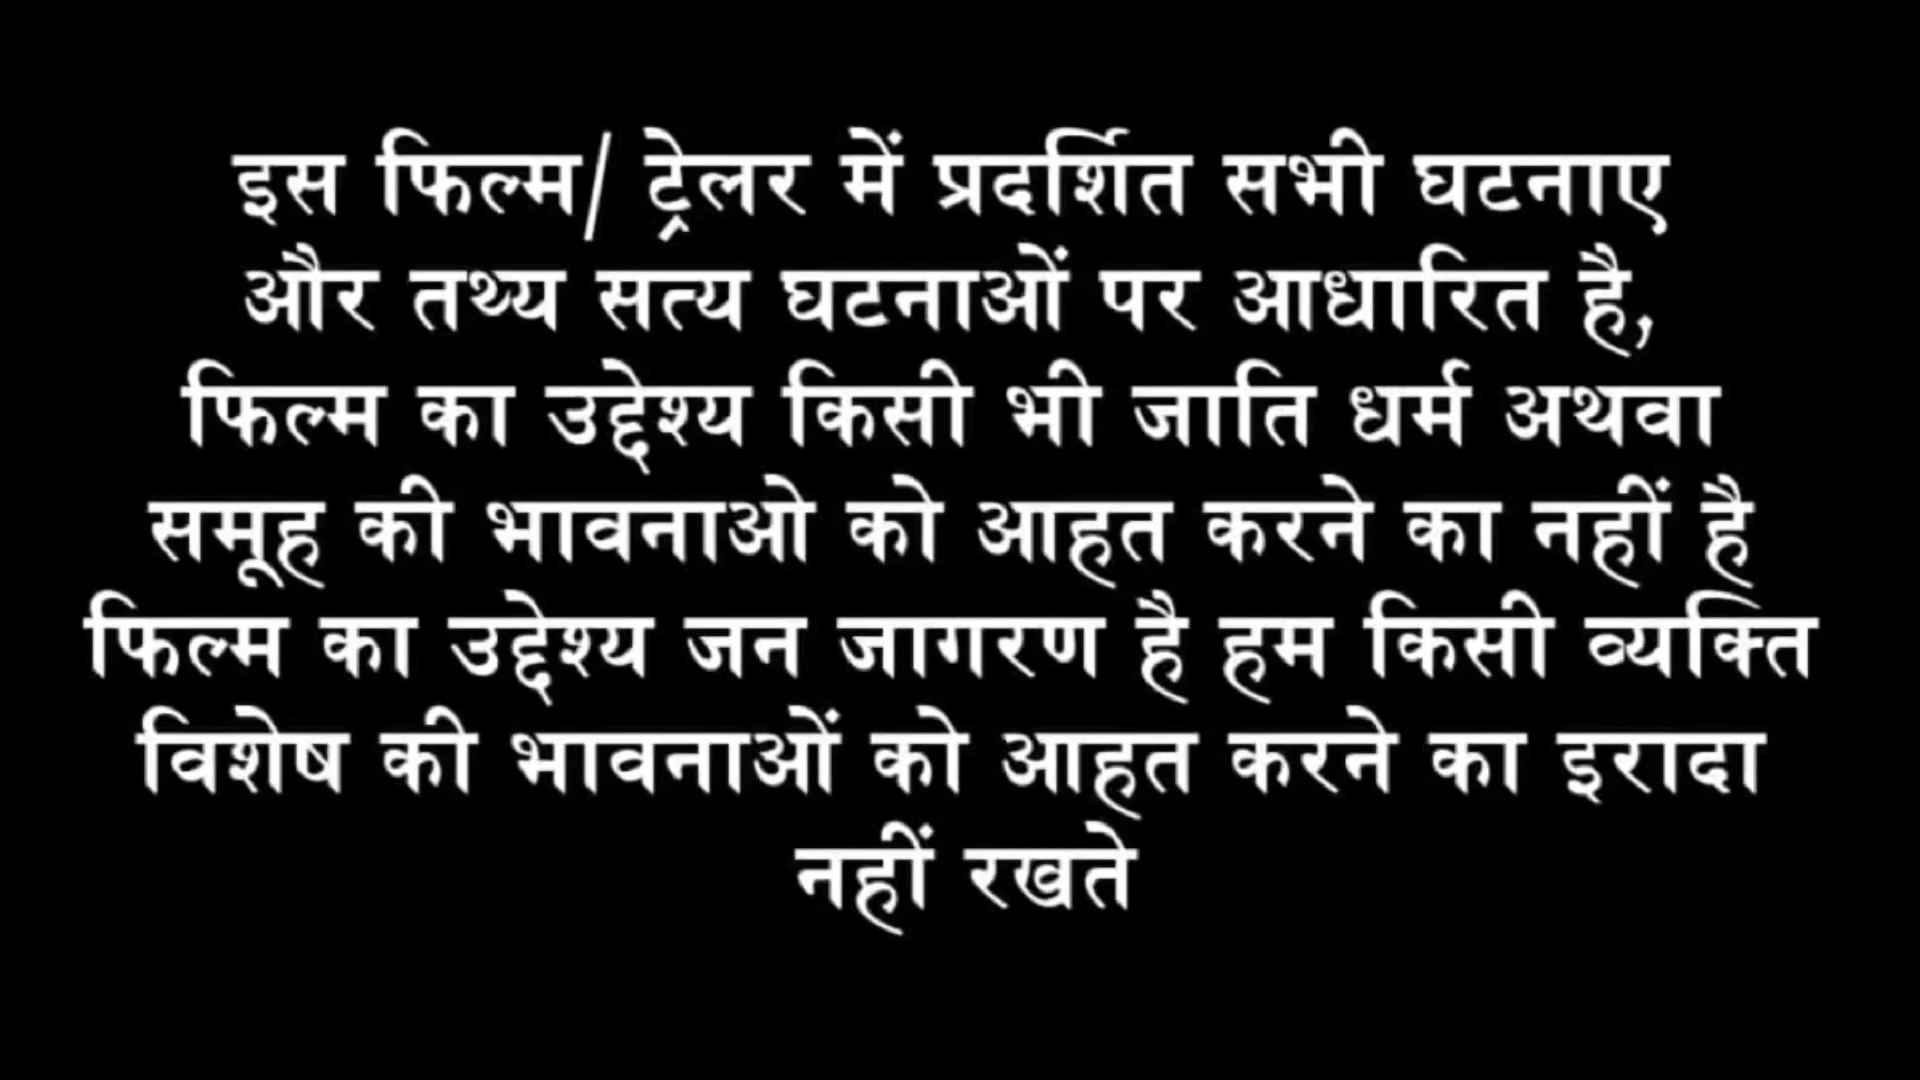 इस फिल्म/ ट्रेलर में प्रदर्शित सभी घटनाए
और तथ्य सत्य घटनाओं पर आधारित है,
फिल्म का उद्देश्य किसी भी जाति धर्म अथवा
समूह की भावनाओ को आहत करने का नहीं है
फिल्म का उद्देश्य जन जागरण है हम किसी व्यक्ति
विशेष की भावनाओं को आहत करने का इरादा
नहीं रखते